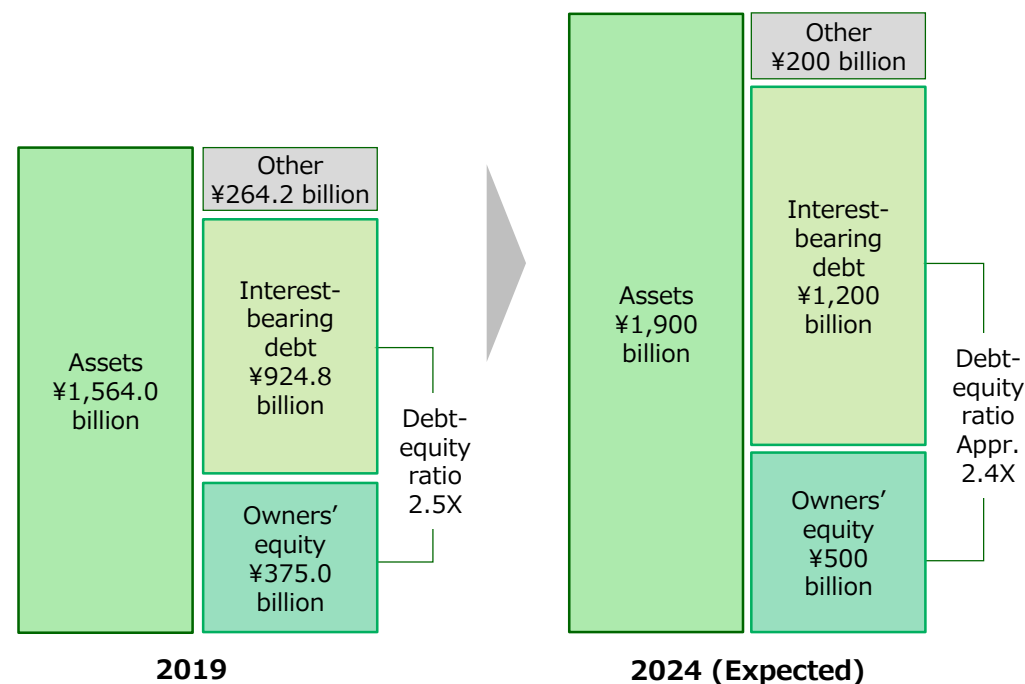 Assets
¥1,564.0
billion
Other
¥264.2 billion
Interest-
bearing
debt
¥924.8
billion
Owners’
equity
¥375.0
billion
Debt-
equity
ratio
2.5X
2019
Assets
¥1,900
billion
Other
¥200 billion
Interest-
bearing
debt
¥1,200
billion
Owners’
equity
¥500
billion
Debt-
equity
ratio
Appr.
2.4X
2024 (Expected)